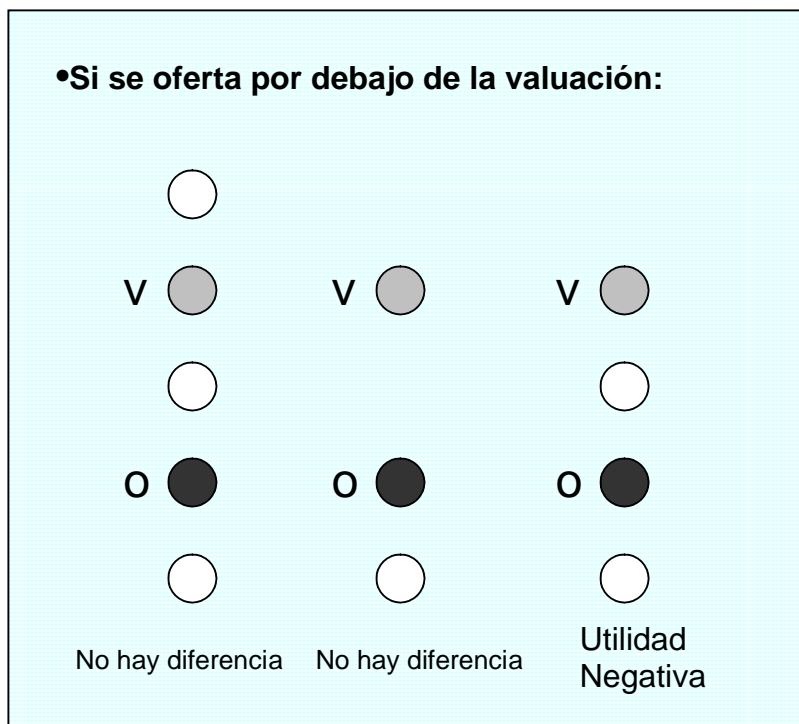 •Si se oferta por debajo de la valuación:
v v v
o o o
No hay diferencia No hay diferencia Utilidad
Negativa